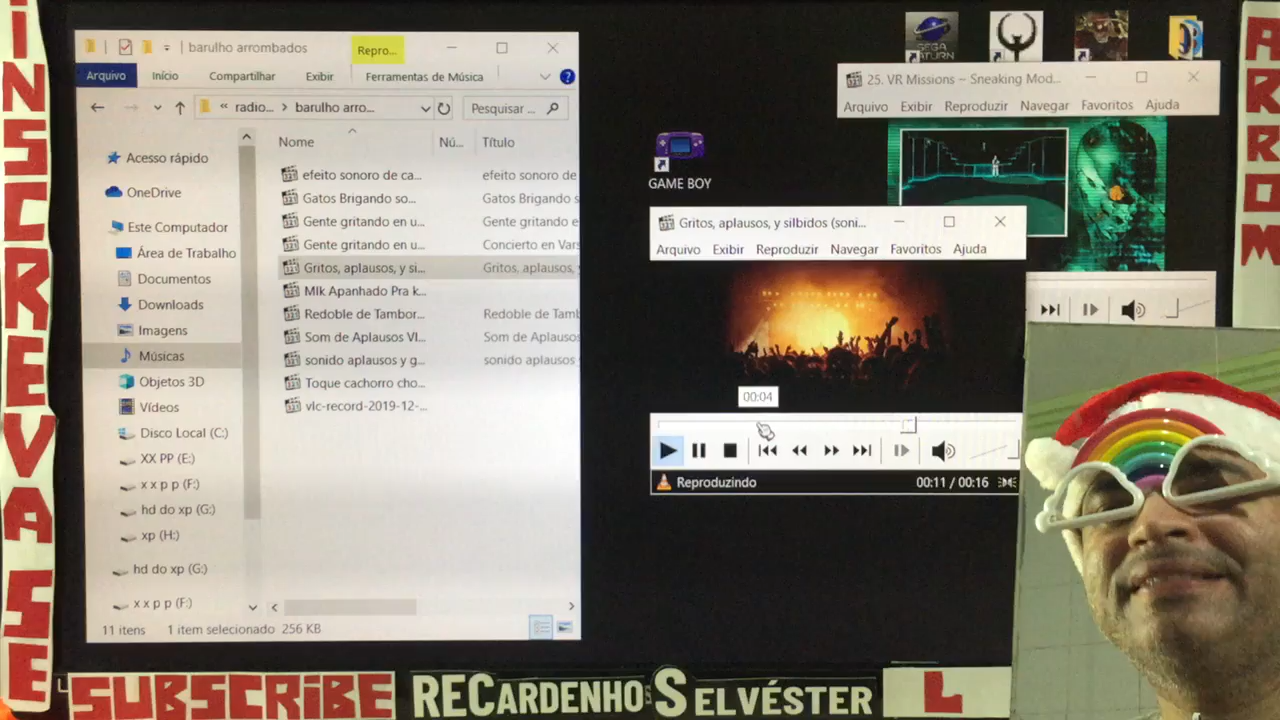 INSCREVA SE
barulho arrombados
Repro...
Arquivo
Início
Compartilhar
Exibir
Ferramentas de Música
« radio... > barulho arro...
Pesquisar ...
Nome
Nú...
Título
Acesso rápido
OneDrive
Este Computador
Área de Trabalho
Documentos
Downloads
Imagens
Músicas
Objetos 3D
Vídeos
Disco Local (C:)
XX PP (E:)
x x p p (F:)
hd do xp (G:)
xp (H:)
hd do xp (G:)
x x p p (F:)
efeito sonoro de ca... efeito sonoro de
Gatos Brigando so... Gatos Brigando s
Gente gritando en u... Gente gritando e
Gente gritando en u... Concierto en Vars
Gritos, aplausos, y si... Gritos, aplausos, y
Mlk Apanhado Pra k...
Redoble de Tambor... Redoble de Tamb
Som de Aplausos VI... Som de Aplausos
sonido aplausos y g... sonido aplausos
Toque cachorro cho...
vlc-record-2019-12-...
11 itens 1 item selecionado 256 KB
SEGA SATURN
GAME BOY
25. VR Missions – Sneaking Mod...
Arquivo Exibir Reproduzir Navegar Favoritos Ajuda
Gritos, aplausos, y silbidos (soni...
Arquivo Exibir Reproduzir Navegar Favoritos Ajuda
00:04
Reproduzindo
00:11 / 00:16
ARROM
SUBSCRIBE
RECARDENHO
SELVÉSTER
L